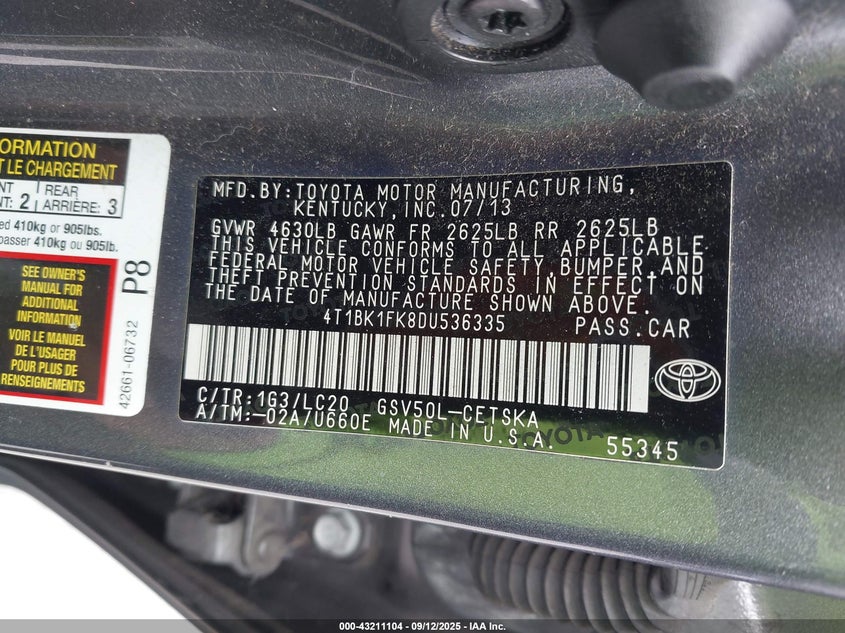 ORMATION
T LE CHARGEMENT
NT
: 2
REAR
ARRIÈRE: 3
ed 410kg or 905lbs.
passer 410kg ou 905lb.
SEE OWNER'S
MANUAL FOR
ADDITIONAL
INFORMATION
VOIR LE MANUEL
DE L'USAGER
POUR PLUS DE
RENSEIGNEMENTS
P8
42661-06732
MFD.BY:TOYOTA MOTOR MANUFACTURING,
KENTUCKY, INC. 07/13
GVWR 4630LB GAWR FR 2625LB RR 2625LB
THIS VEHICLE CONFORMS TO ALL APPLICABLE
FEDERAL MOTOR VEHICLE SAFETY,BUMPER,AND
THEFT PREVENTION STANDARDS IN EFFECT ON
THE DATE OF MANUFACTURE SHOWN ABOVE.
4T1BK1FK8DU536335 PASS.CAR
C/TR:1G3/LC20 GSV50L-CETSKA
A/TM:-02A/U660E MADE IN U.S.A.
55345
000-43211104 - 09/12/2025 - IAA Inc.